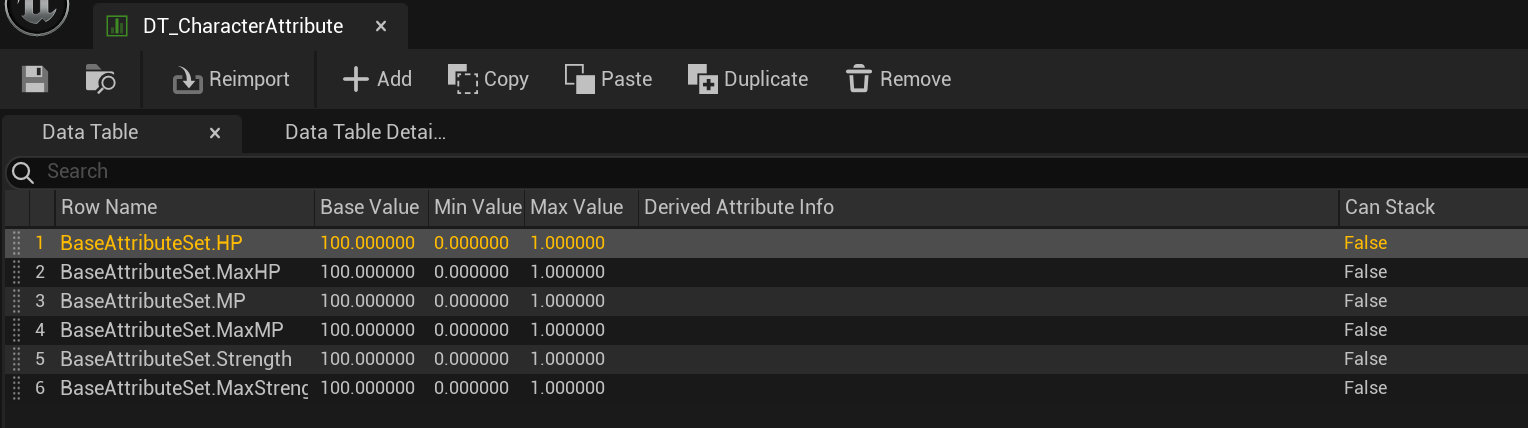 DT_CharacterAttribute
Reimport Add Copy Paste Duplicate Remove
Data Table Data Table Detai...
Search
Row Name Base Value Min Value Max Value Derived Attribute Info Can Stack
1 BaseAttributeSet.HP 100.000000 0.000000 1.000000 False
2 BaseAttributeSet.MaxHP 100.000000 0.000000 1.000000 False
3 BaseAttributeSet.MP 100.000000 0.000000 1.000000 False
4 BaseAttributeSet.MaxMP 100.000000 0.000000 1.000000 False
5 BaseAttributeSet.Strength 100.000000 0.000000 1.000000 False
6 BaseAttributeSet.MaxStreng 100.000000 0.000000 1.000000 False